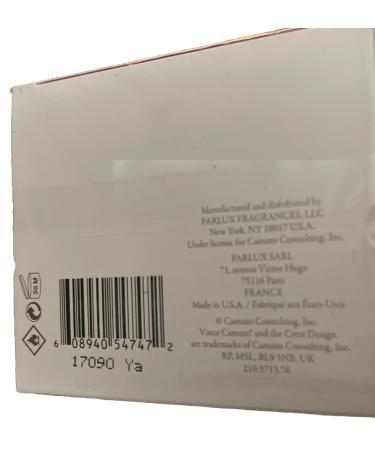 Manufactured and distributed by
PARLUX FRAGRANCES, LLC
New York, NY 10017 U.S.A.
Under license for Camuto Consulting, Inc.
PARLUX SARL
71, avenue Victor Hugo
75116 Paris
FRANCE
Made in U.S.A. / Fabriqué aux États-Unis
© Camuto Consulting, Inc.
Vince Camuto® and the Crest Design
are trademarks of Camuto Consulting, Inc.
RP, MSL, BL9 5NB. UK
210.5713.76
36 M
6 08940 54747 2
17090 Ya